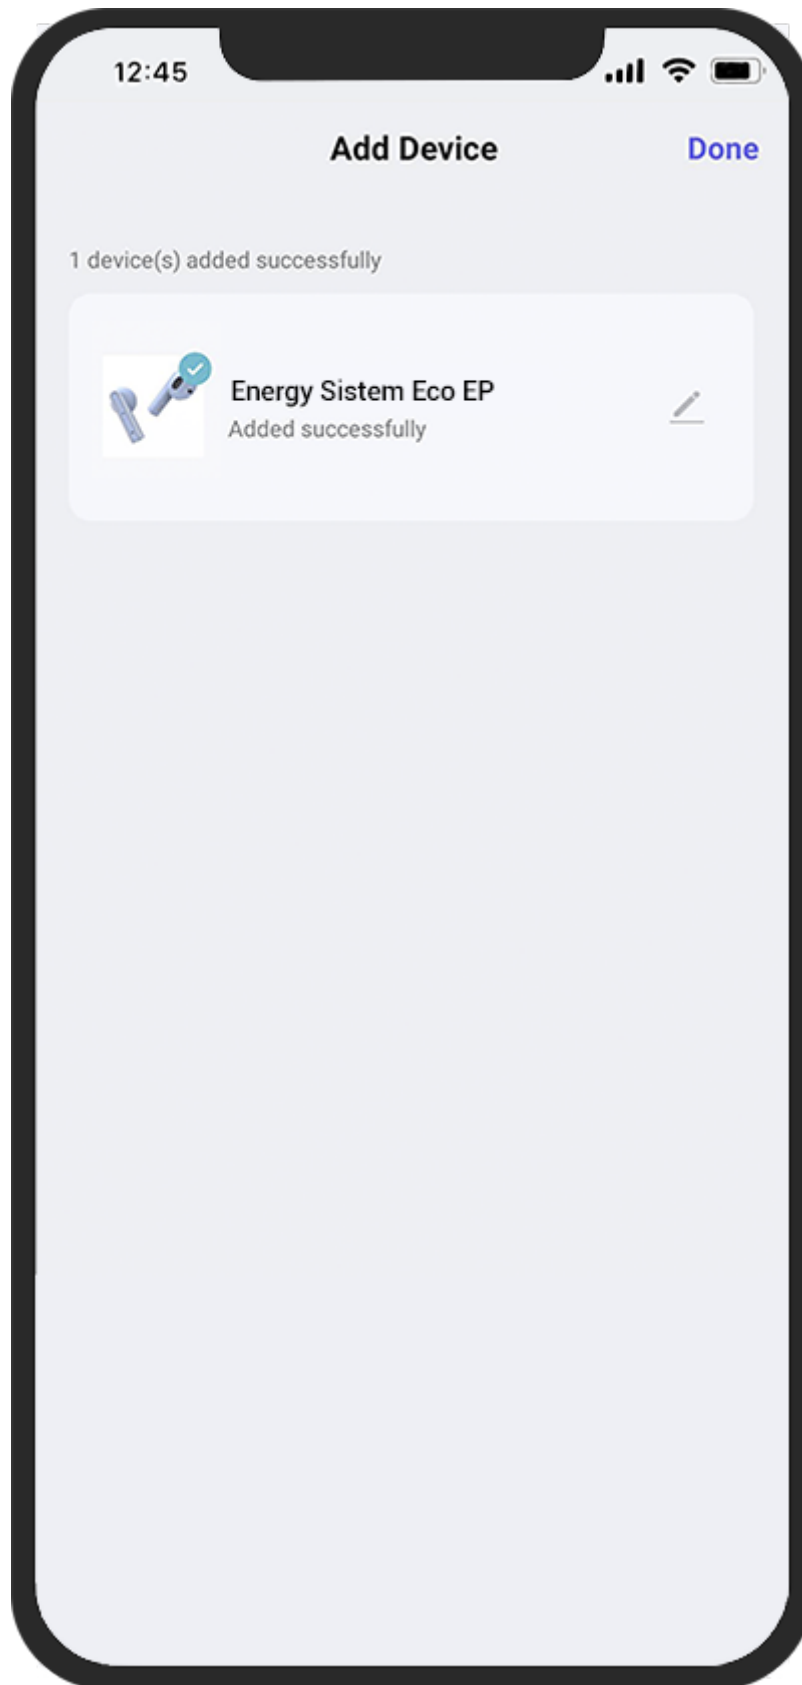 12:45
Add Device
Done
1 device(s) added successfully
Energy Sistem Eco EP
Added successfully